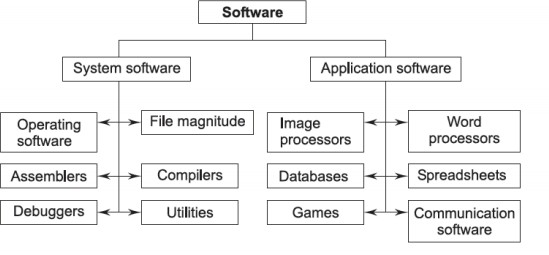 Software
System software
Application software
Operating
software
File magnitude
Image
processors
Word
processors
Assemblers
Compilers
Databases
Spreadsheets
Debuggers
Utilities
Games
Communication
software